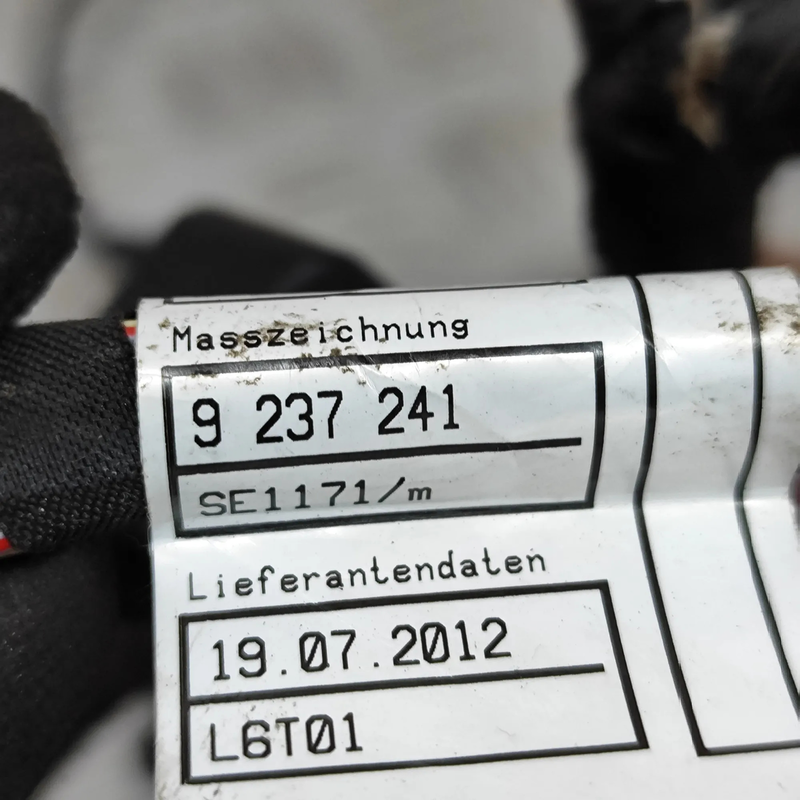 Masszeichnung
9 237 241
SE1171/m
Lieferantendaten
19.07.2012
L6T01